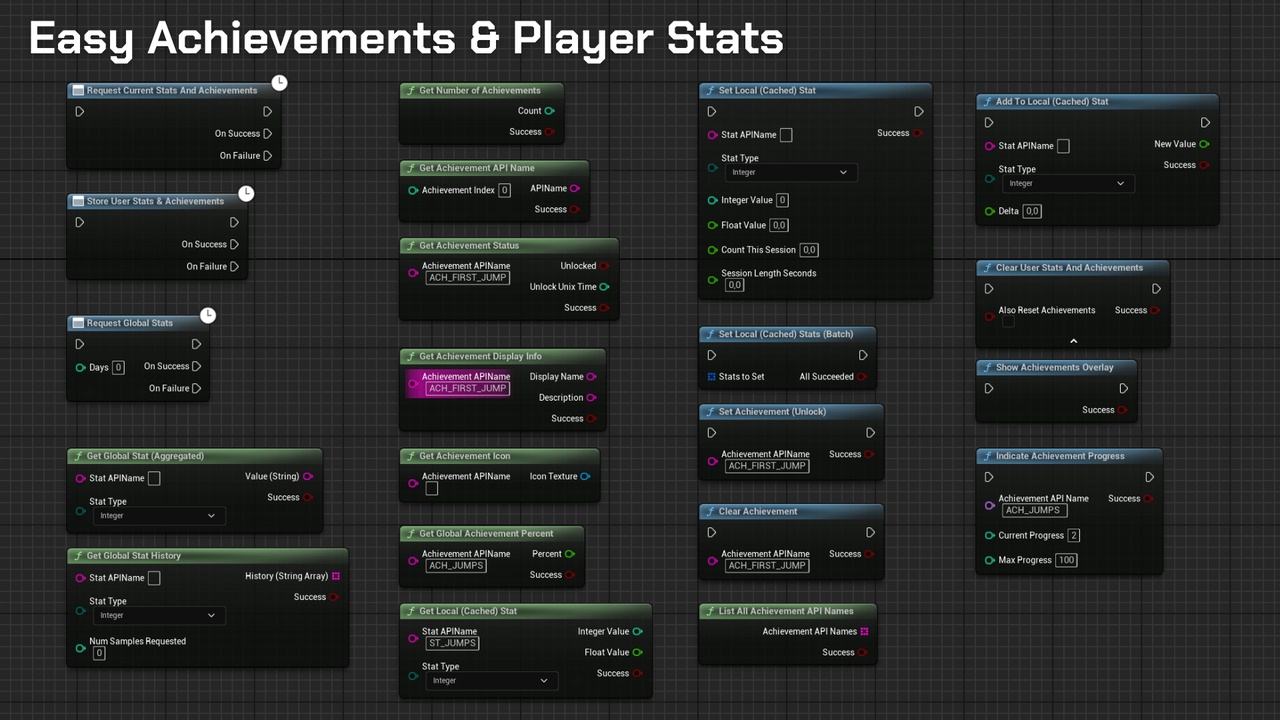 Easy Achievements & Player Stats
Request Current Stats And Achievements
On Success
On Failure
Store User Stats & Achievements
On Success
On Failure
Request Global Stats
Days 0 On Success
On Failure
Get Global Stat (Aggregated)
Stat APIName Value (String)
Success
Stat Type
Integer
Get Global Stat History
Stat APIName History (String Array)
Success
Stat Type
Integer
Num Samples Requested
0
Get Number of Achievements
Count
Success
Get Achievement API Name
Achievement Index 0 APIName
Success
Get Achievement Status
Achievement APIName Unlocked
ACH_FIRST_JUMP
Unlock Unix Time
Success
Get Achievement Display Info
Achievement APIName Display Name
ACH_FIRST_JUMP
Description
Success
Get Achievement Icon
Achievement APIName Icon Texture
Get Global Achievement Percent
Achievement APIName Percent
ACH_JUMPS
Success
Get Local (Cached) Stat
Stat APIName Integer Value
ST_JUMPS
Float Value
Stat Type Success
Integer
Set Local (Cached) Stat
Stat APIName Success
Stat Type
Integer
Integer Value 0
Float Value 0,0
Count This Session 0,0
Session Length Seconds
0,0
Set Local (Cached) Stats (Batch)
Stats to Set All Succeeded
Set Achievement (Unlock)
Achievement APIName Success
ACH_FIRST_JUMP
Clear Achievement
Achievement APIName Success
ACH_FIRST_JUMP
List All Achievement API Names
Achievement API Names
Success
Add To Local (Cached) Stat
Stat APIName New Value
Success
Stat Type
Integer
Delta 0,0
Clear User Stats And Achievements
Also Reset Achievements Success
Show Achievements Overlay
Success
Indicate Achievement Progress
Achievement API Name Success
ACH_JUMPS
Current Progress 2
Max Progress 100